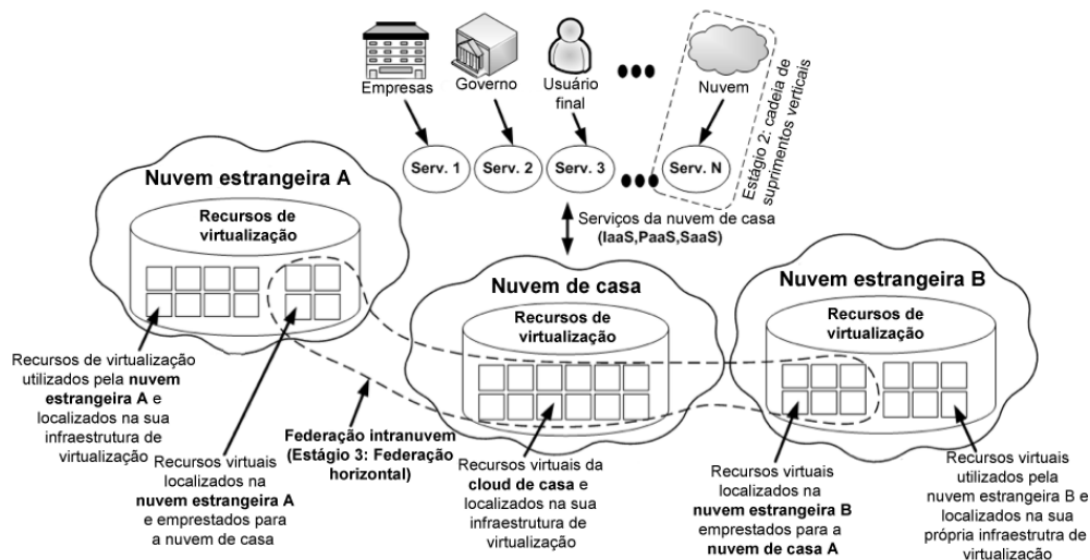 Empresas
Governo
Usuário
final
Nuvem
Estágio 2: cadeia de
suprimentos verticais
Serv. 1
Serv. 2
Serv. 3
Serv. N
Serviços da nuvem de casa
(IaaS,PaaS,SaaS)
Nuvem estrangeira A
Recursos de
virtualização
Nuvem de casa
Recursos de
virtualização
Nuvem estrangeira B
Recursos de
virtualização
Recursos de virtualização
utilizados pela nuvem
estrangeira A e
localizados na sua
infraestrutura de
virtualização
Recursos virtuais
localizados na
nuvem estrangeira A
e emprestados para
a nuvem de casa
Federação intranuvem
(Estágio 3: Federação
horizontal)
Recursos virtuais da
cloud de casa e
localizados na sua
infraestrutura de
virtualização
Recursos virtuais
localizados na
nuvem estrangeira B
emprestados para a
nuvem de casa A
Recursos virtuais
utilizados pela
nuvem estrangeira B e
localizados na sua
própria infraestrutra de
virtualização